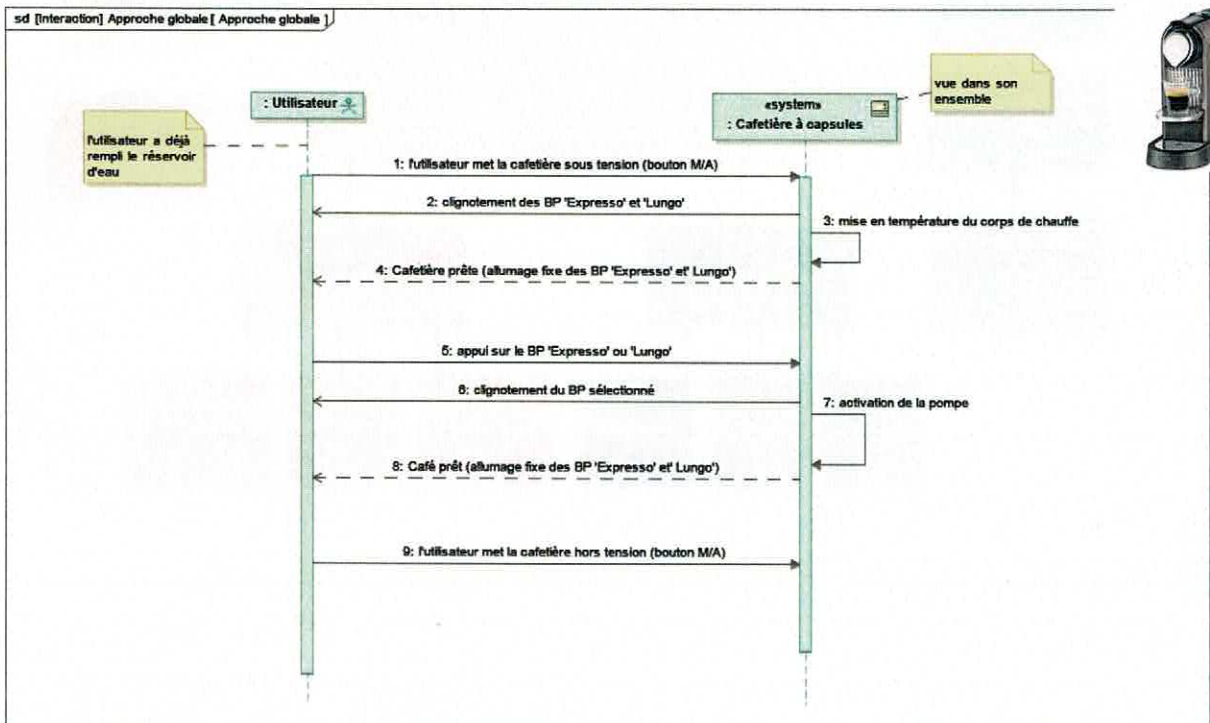 sd [Interaction] Approche globale [ Approche globale ]
vue dans son
ensemble
: Utilisateur
«system»
: Cafetière à capsules
l'utilisateur a déjà
rempli le réservoir
d'eau
1: l'utilisateur met la cafetière sous tension (bouton M/A)
2: clignotement des BP 'Expresso' et 'Lungo'
3: mise en température du corps de chauffe
4: Cafetière prête (allumage fixe des BP 'Expresso' et' Lungo')
5: appui sur le BP 'Expresso' ou 'Lungo'
6: clignotement du BP sélectionné
7: activation de la pompe
8: Café prêt (allumage fixe des BP 'Expresso' et' Lungo')
9: l'utilisateur met la cafetière hors tension (bouton M/A)